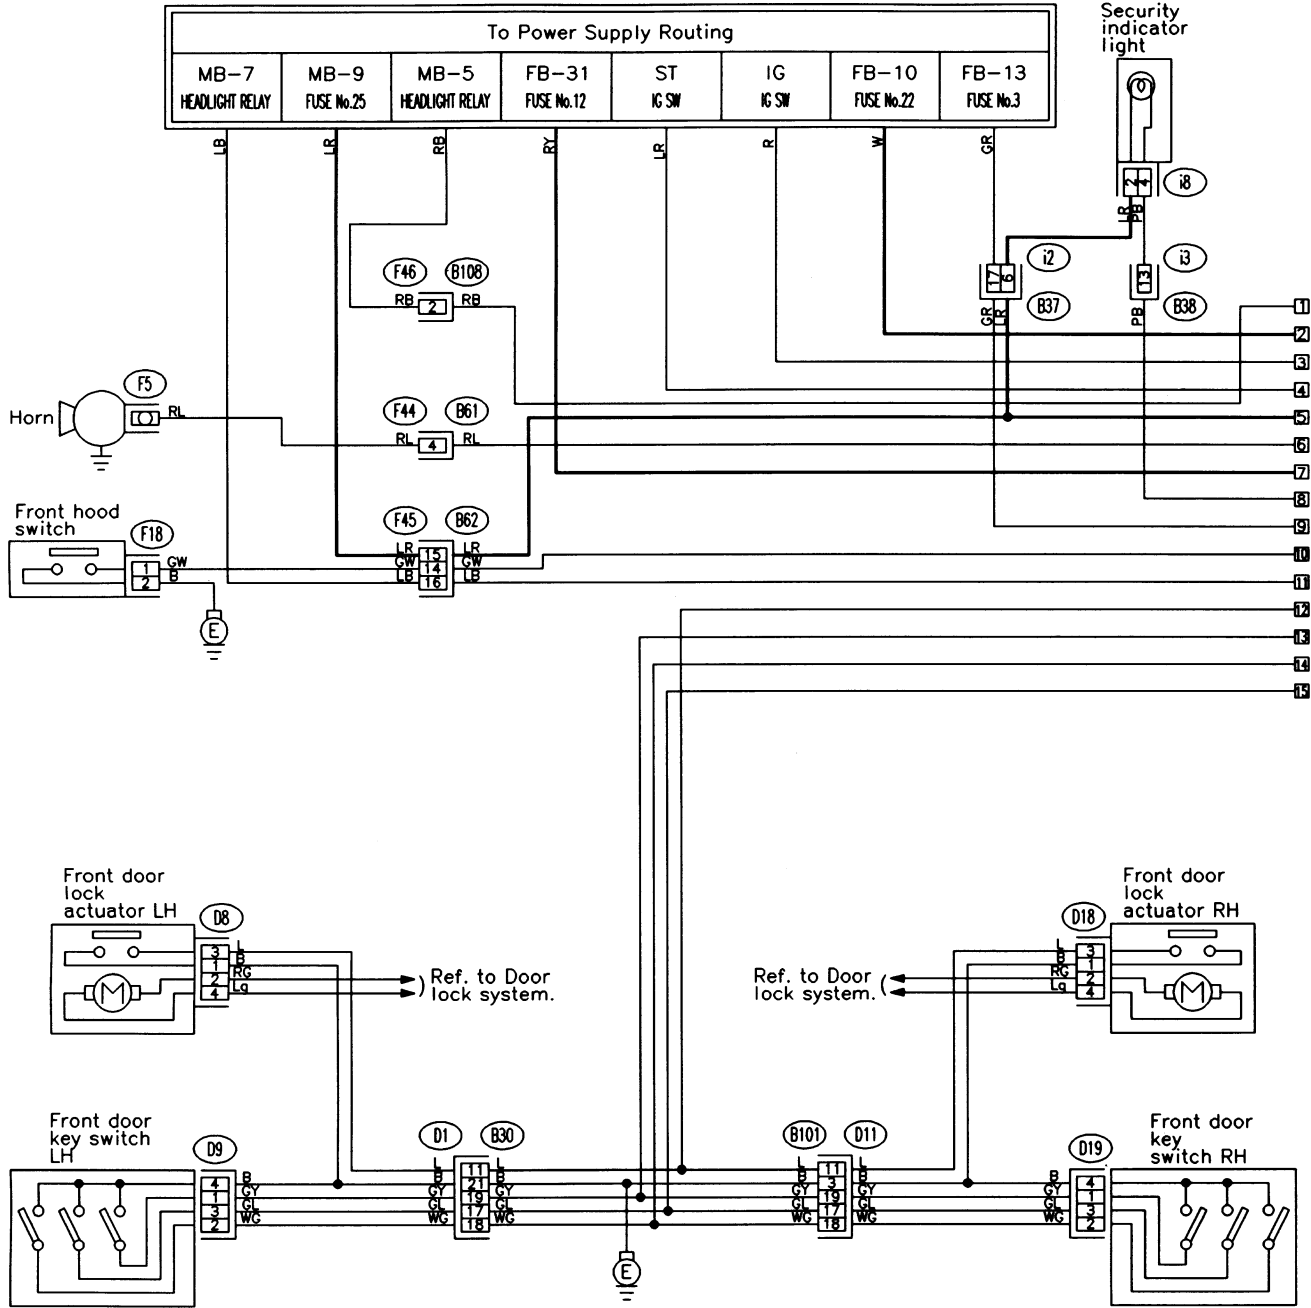 To Power Supply Routing
MB-7 MB-9 MB-5 FB-31 ST IG FB-10 FB-13
HEADLIGHT RELAY FUSE No.25 HEADLIGHT RELAY FUSE No.12 IG SW IG SW FUSE No.22 FUSE No.3
LB LR RB RY LR R W GR
Security
indicator
light
2 4
i8
LR PB
17 6
i2
13
i3
GR LR
B37
PB
B38
F46 B108
RB 2 RB
1
2
3
4
5
6
7
8
9
10
11
12
13
14
15
Horn
F5
RL
F44 B61
RL 4 RL
Front hood
switch
F18
1 GW
2 B
E
F45 B62
LR 15 LR
GW 14 GW
LB 16 LB
Front door
lock
actuator LH
D8
3 L
1 B
2 RG
4 Lg
M
Ref. to Door
lock system.
Ref. to Door
lock system.
Front door
lock
actuator RH
D18
L 3
B 1
RG 2
Lg 4
M
Front door
key switch
LH
D9
4 B
1 GY
3 GL
2 WG
D1 B30
L 11 L
B 21 B
GY 19 GY
GL 17 GL
WG 18 WG
E
B101 D11
L 11 L
B 3 B
GY 19 GY
GL 17 GL
WG 18 WG
Front door
key
switch RH
D19
B 4
GY 1
GL 3
WG 2